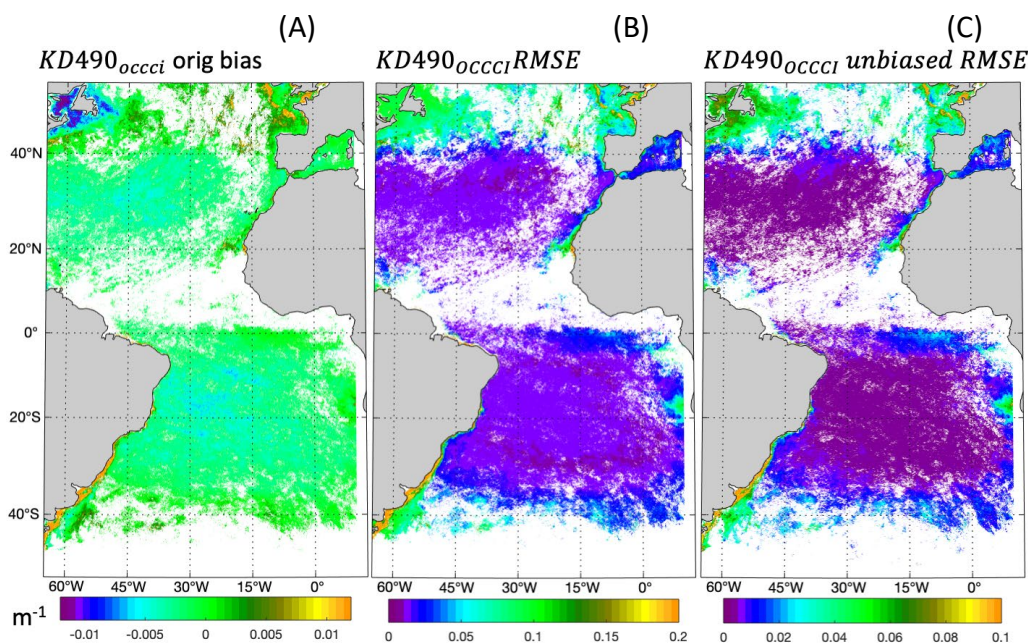 (A) (B) (C)
KD490occci orig bias KD490OCCCI RMSE KD490OCCCI unbiased RMSE
40°N
20°N
0°
20°S
40°S
60°W 45°W 30°W 15°W 0° 60°W 45°W 30°W 15°W 0° 60°W 45°W 30°W 15°W 0°
m-1 -0.01 -0.005 0 0.005 0.01 0 0.05 0.1 0.15 0.2 0 0.02 0.04 0.06 0.08 0.1